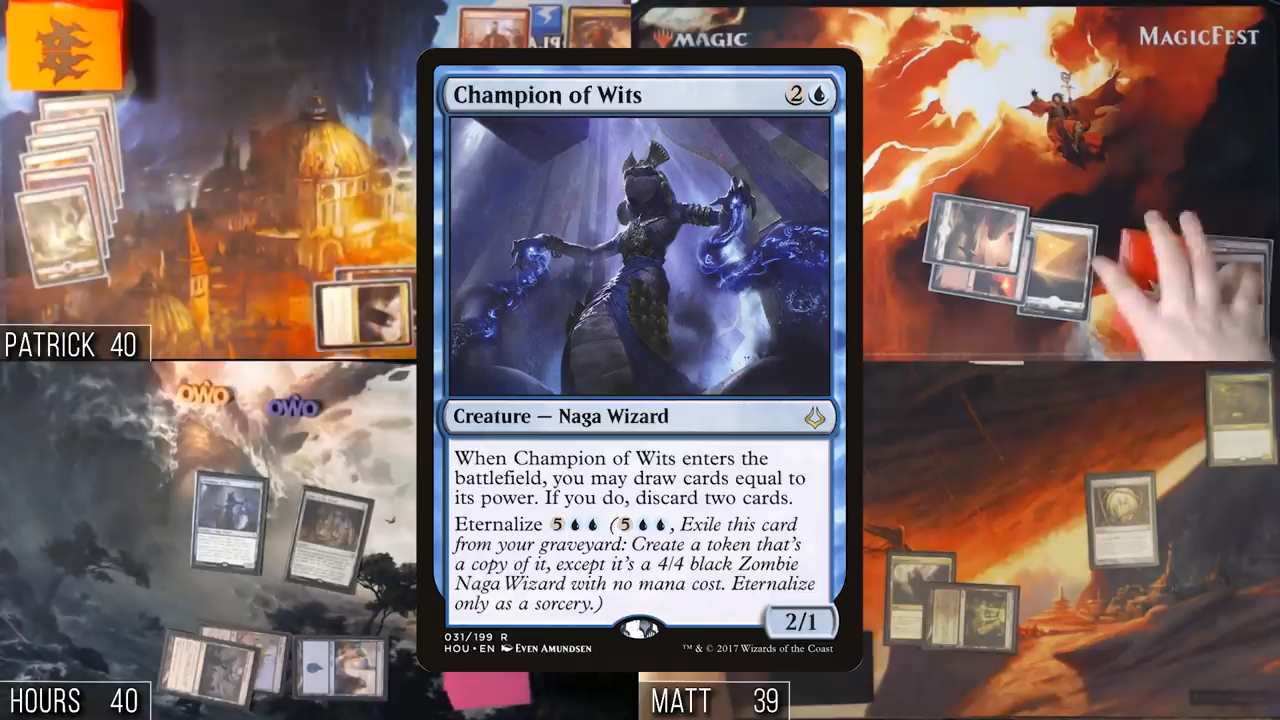 MAGIC
MAGICFEST
Champion of Wits 2
Creature — Naga Wizard
When Champion of Wits enters the
battlefield, you may draw cards equal to
its power. If you do, discard two cards.
Eternalize 5 (5, Exile this card
from your graveyard: Create a token that's
a copy of it, except it's a 4/4 black Zombie
Naga Wizard with no mana cost. Eternalize
only as a sorcery.)
2/1
031/199 R
HOU • EN EVEN AMUNDSEN
™ & © 2017 Wizards of the Coast
PATRICK 40
OWO
OWO
HOURS 40
MATT 39